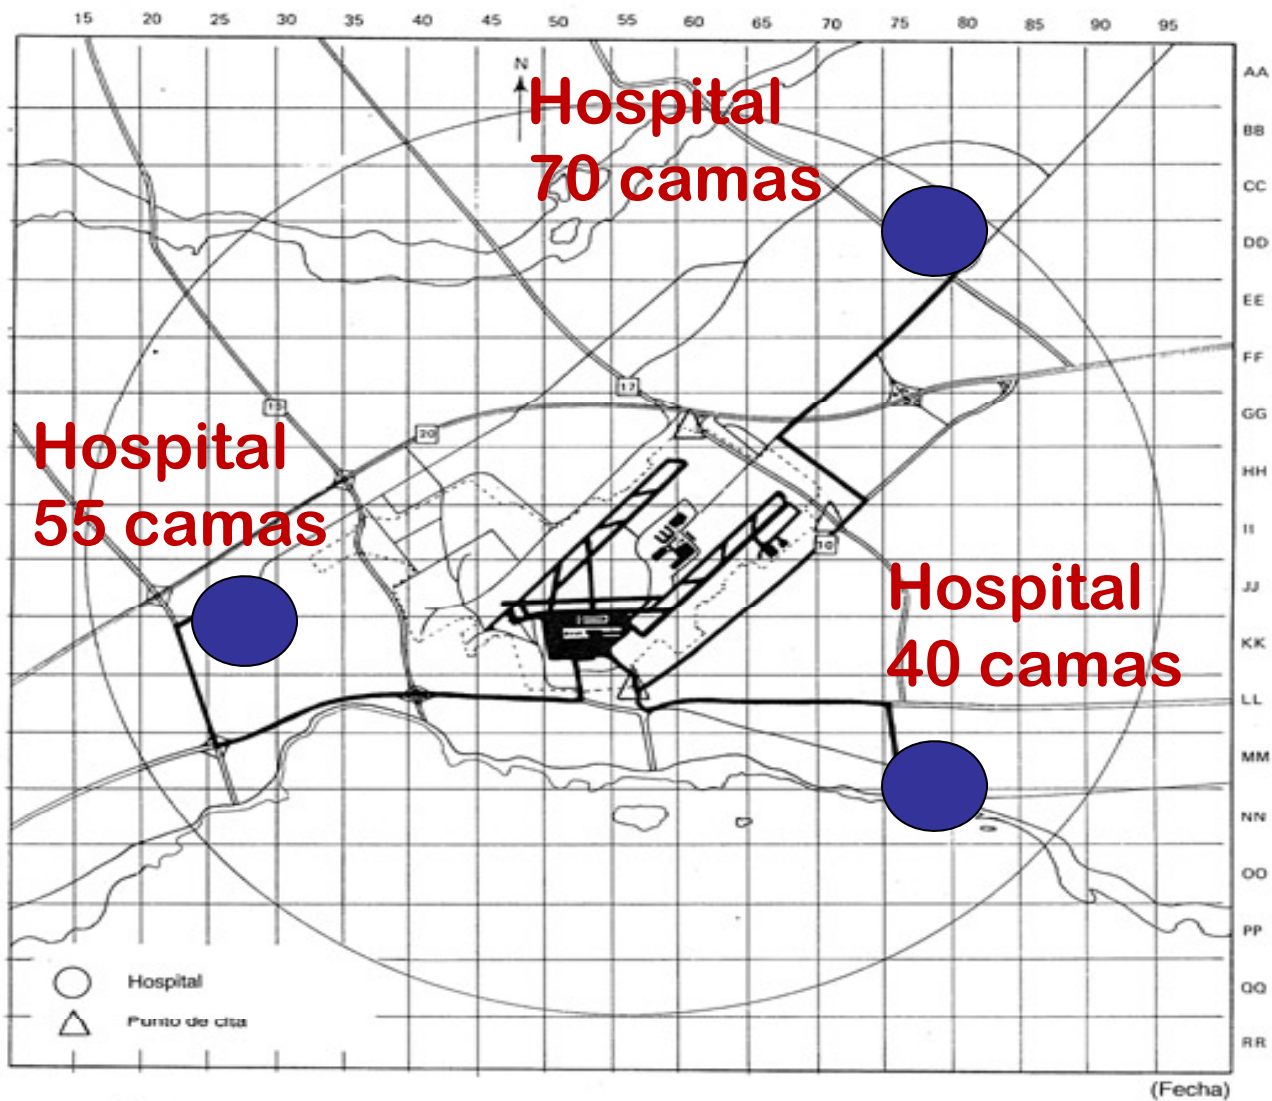 15 20 25 30 35 40 45 50 55 60 65 70 75 80 85 90 95
N
AA
Hospital
BB
70 camas
CC
DD
EE
FF
17
GG
15
20
Hospital
HH
55 camas
II
10
Hospital
JJ
40 camas
KK
LL
MM
NN
OO
PP
Hospital
QQ
Punto de cita
RR
(Fecha)